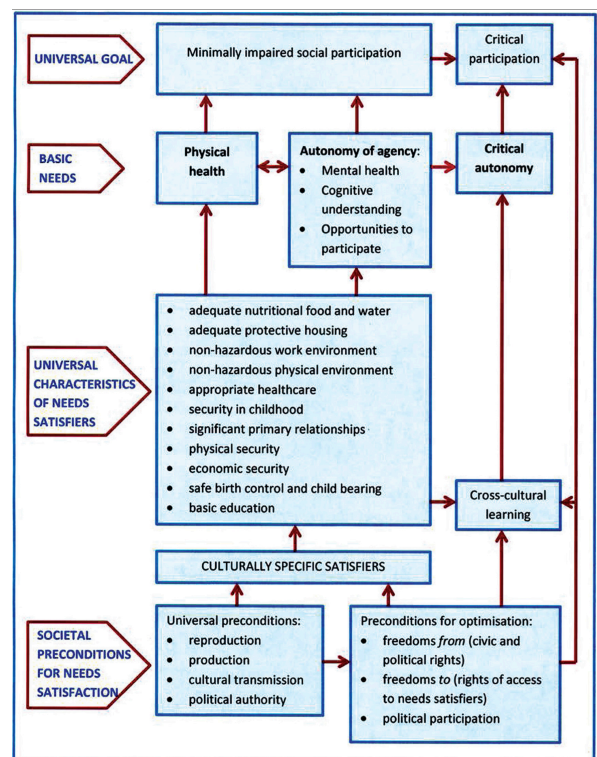 UNIVERSAL GOAL
Minimally impaired social participation
Critical
participation
BASIC
NEEDS
Physical
health
Autonomy of agency:
• Mental health
• Cognitive
understanding
• Opportunities to
participate
Critical
autonomy
UNIVERSAL
CHARACTERISTICS
OF NEEDS
SATISFIERS
• adequate nutritional food and water
• adequate protective housing
• non-hazardous work environment
• non-hazardous physical environment
• appropriate healthcare
• security in childhood
• significant primary relationships
• physical security
• economic security
• safe birth control and child bearing
• basic education
Cross-cultural
learning
CULTURALLY SPECIFIC SATISFIERS
SOCIETAL
PRECONDITIONS
FOR NEEDS
SATISFACTION
Universal preconditions:
• reproduction
• production
• cultural transmission
• political authority
Preconditions for optimisation:
• freedoms from (civic and
political rights)
• freedoms to (rights of access
to needs satisfiers)
• political participation